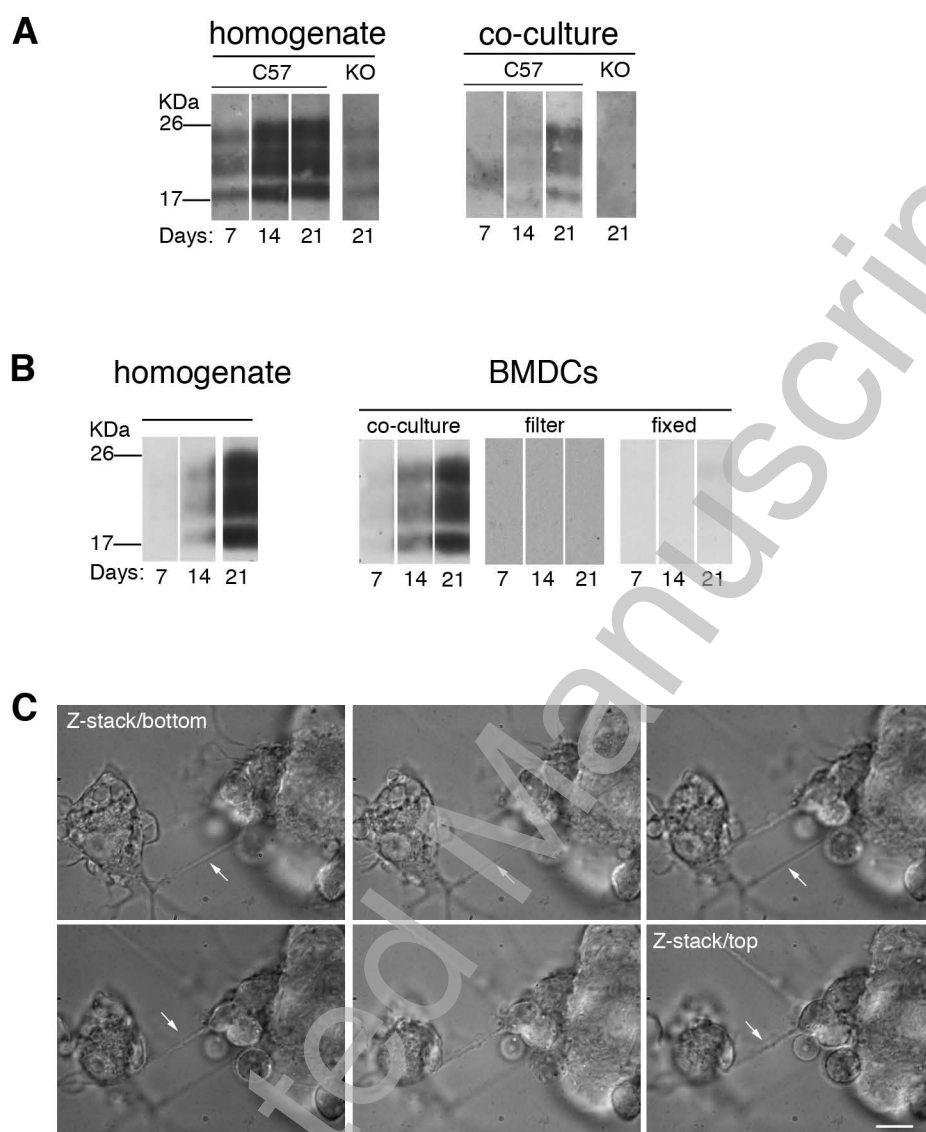 A
homogenate
co-culture
C57 KO
C57 KO
KDa
26
17
Days: 7 14 21 21
7 14 21 21
B
homogenate
BMDCs
co-culture filter fixed
KDa
26
17
Days: 7 14 21
7 14 21 7 14 21 7 14 21
C
Z-stack/bottom
Z-stack/top
ted Manuscrip